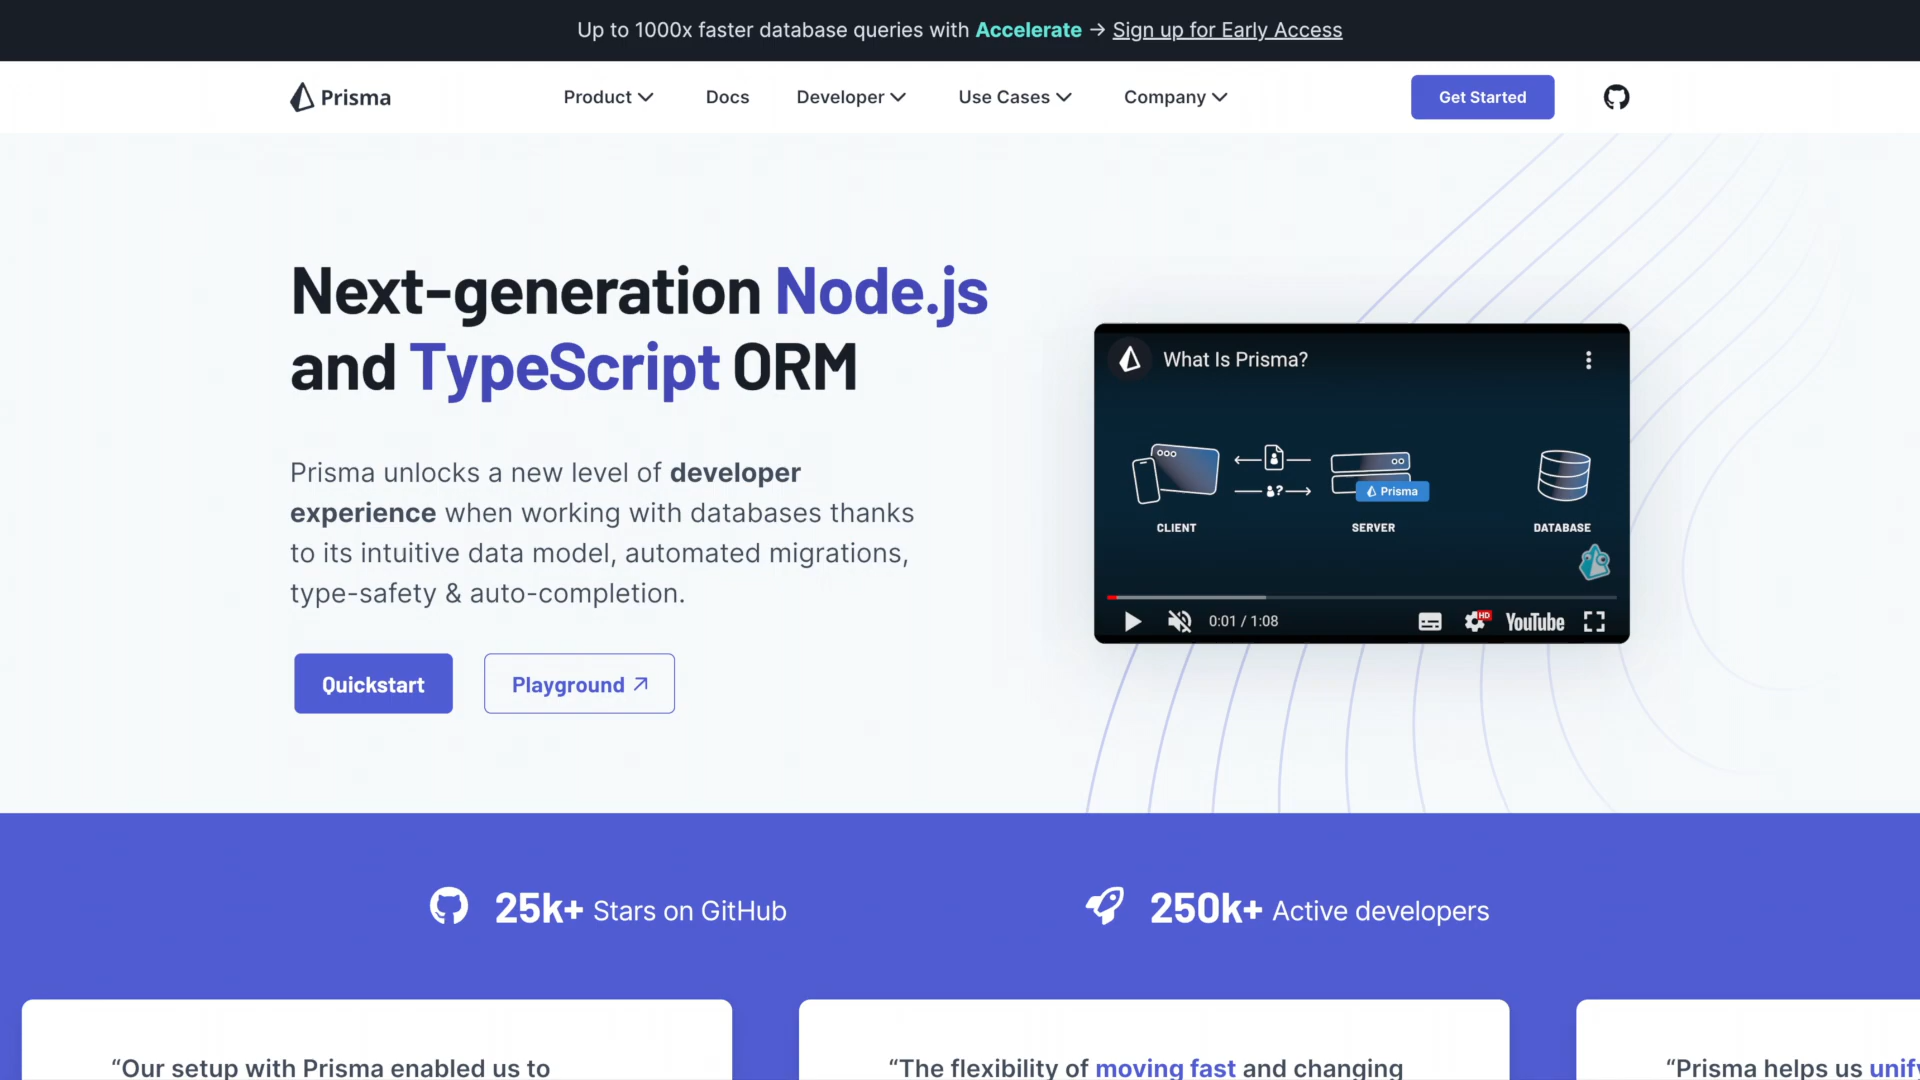 Up to 1000x faster database queries with Accelerate → Sign up for Early Access
Prisma
Product
Docs
Developer
Use Cases
Company
Get Started
Next-generation Node.js
and TypeScript ORM
Prisma unlocks a new level of developer
experience when working with databases thanks
to its intuitive data model, automated migrations,
type-safety & auto-completion.
Quickstart
Playground
What Is Prisma?
?
Prisma
CLIENT
SERVER
DATABASE
0:01 / 1:08
HD
YouTube
25k+ Stars on GitHub
250k+ Active developers
“Our setup with Prisma enabled us to
“The flexibility of moving fast and changing
“Prisma helps us unify